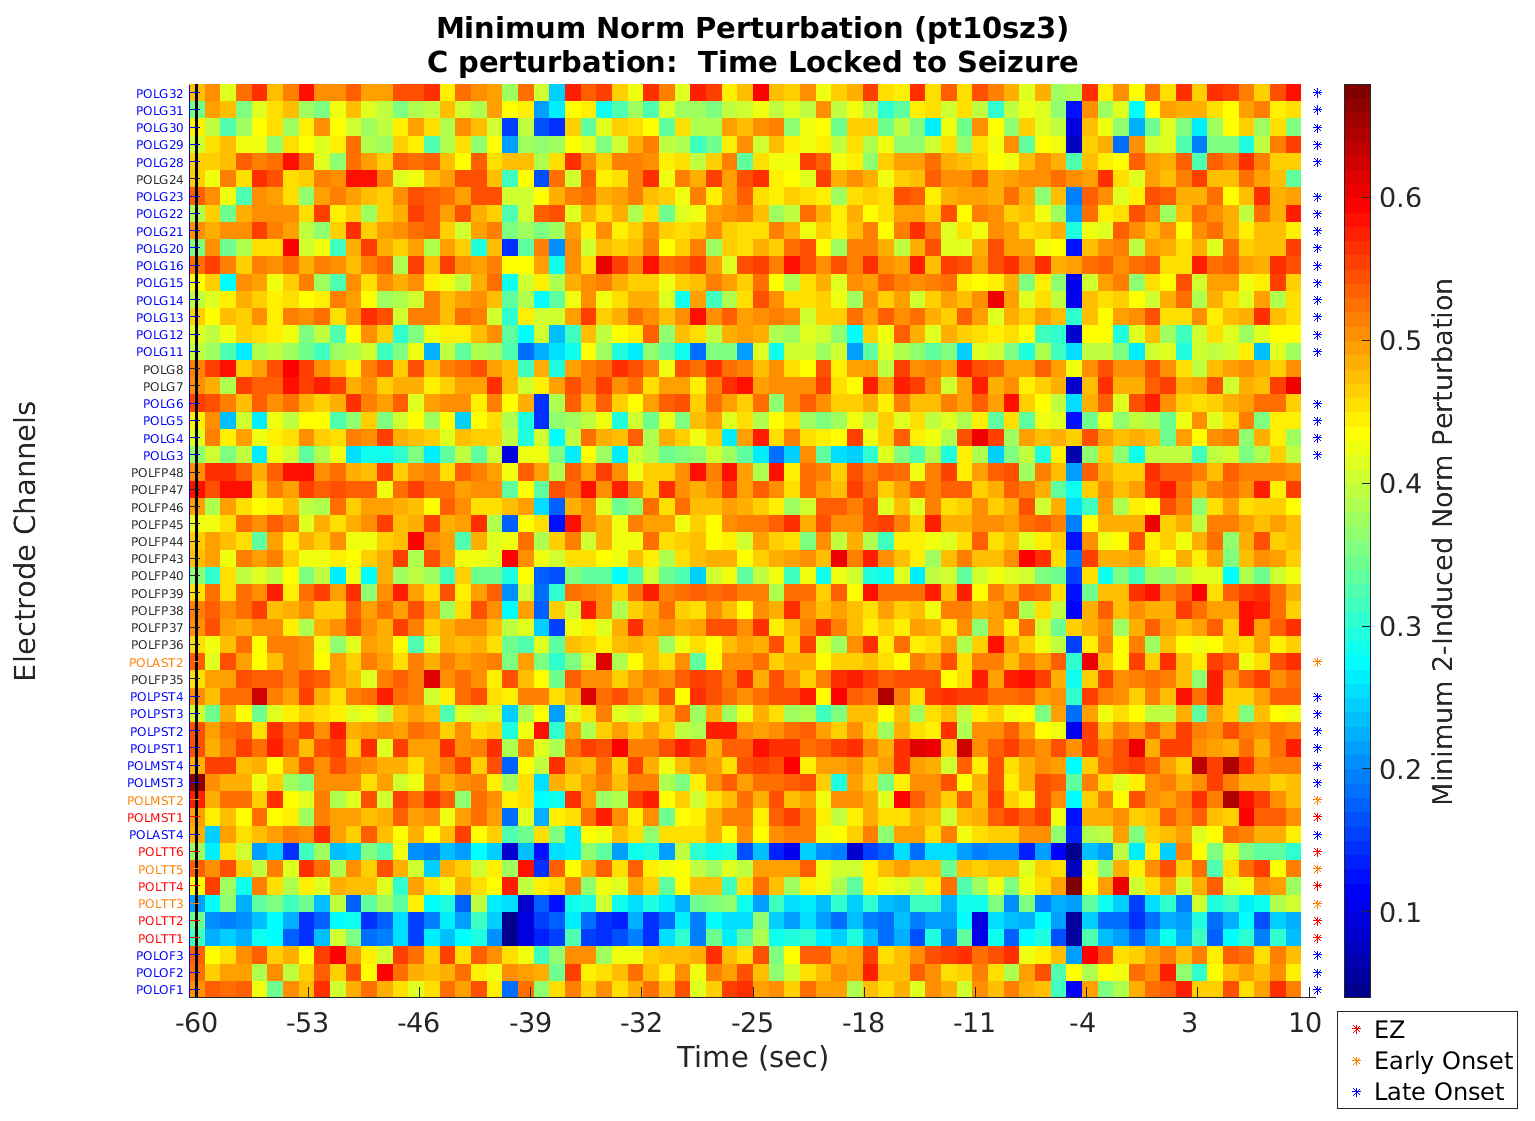 Minimum Norm Perturbation (pt10sz3)
C perturbation:  Time Locked to Seizure
Electrode Channels
POLG32
POLG31
POLG30
POLG29
POLG28
POLG24
POLG23
POLG22
POLG21
POLG20
POLG16
POLG15
POLG14
POLG13
POLG12
POLG11
POLG8
POLG7
POLG6
POLG5
POLG4
POLG3
POLFP48
POLFP47
POLFP46
POLFP45
POLFP44
POLFP43
POLFP40
POLFP39
POLFP38
POLFP37
POLFP36
POLAST2
POLFP35
POLPST4
POLPST3
POLPST2
POLPST1
POLMST4
POLMST3
POLMST2
POLMST1
POLAST4
POLTT6
POLTT5
POLTT4
POLTT3
POLTT2
POLTT1
POLOF3
POLOF2
POLOF1
-60 -53 -46 -39 -32 -25 -18 -11 -4 3 10
Time (sec)
0.6
0.5
0.4
0.3
0.2
0.1
Minimum 2-Induced Norm Perturbation
EZ
Early Onset
Late Onset